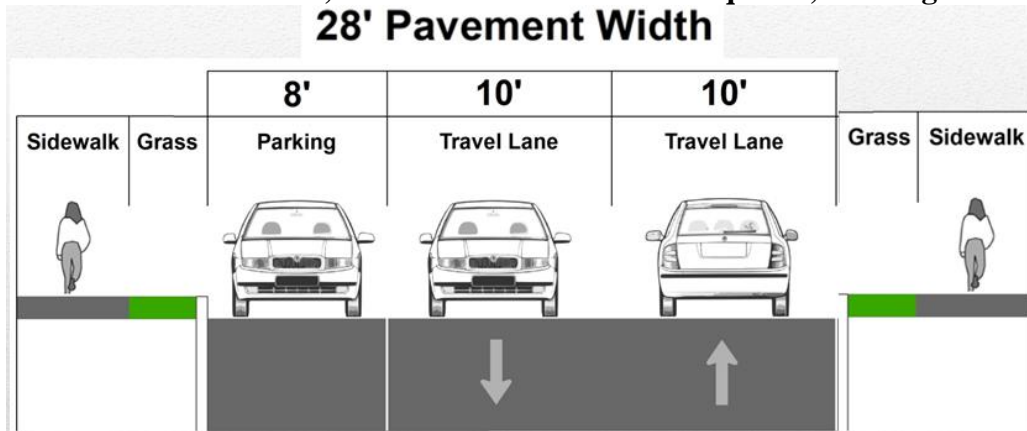 28' Pavement Width
8' 10' 10'
Sidewalk Grass Parking Travel Lane Travel Lane Grass Sidewalk